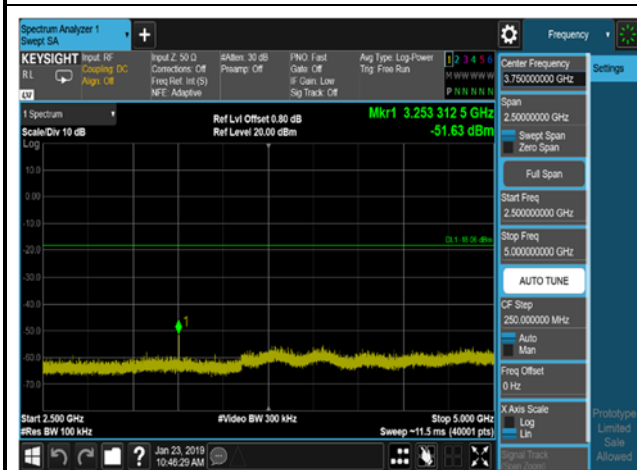 Spectrum Analyzer 1
Swept SA
Frequency
KEYSIGHT
RL
LV
Input: RF
Coupling: DC
Align: Off
Input Z: 50 Ω
Corrections: Off
Freq Ref: Int (S)
NFE: Adaptive
#Atten: 30 dB
Preamp: Off
PNO: Fast
Gate: Off
IF Gain: Low
Sig Track: Off
Avg Type: Log-Power
Trig: Free Run
1 2 3 4 5 6
M W W W W W
P N N N N N
1 Spectrum
Scale/Div 10 dB
Log
Ref Lvl Offset 0.80 dB
Ref Level 20.00 dBm
Mkr1 3.253 312 5 GHz
-51.63 dBm
10.0
0.00
-10.0
-20.0
-30.0
-40.0
-50.0
-60.0
-70.0
DL1 -18.06 dBm
1
Start 2.500 GHz
#Res BW 100 kHz
#Video BW 300 kHz
Stop 5.000 GHz
Sweep ~11.5 ms (40001 pts)
Center Frequency
3.750000000 GHz
Settings
Span
2.50000000 GHz
Swept Span
Zero Span
Full Span
Start Freq
2.500000000 GHz
Stop Freq
5.000000000 GHz
AUTO TUNE
CF Step
250.000000 MHz
Auto
Man
Freq Offset
0 Hz
X Axis Scale
Log
Lin
Signal Track
(Span Zoom)
Prototype
Limited
Sale
Allowed
Jan 23, 2019
10:46:29 AM